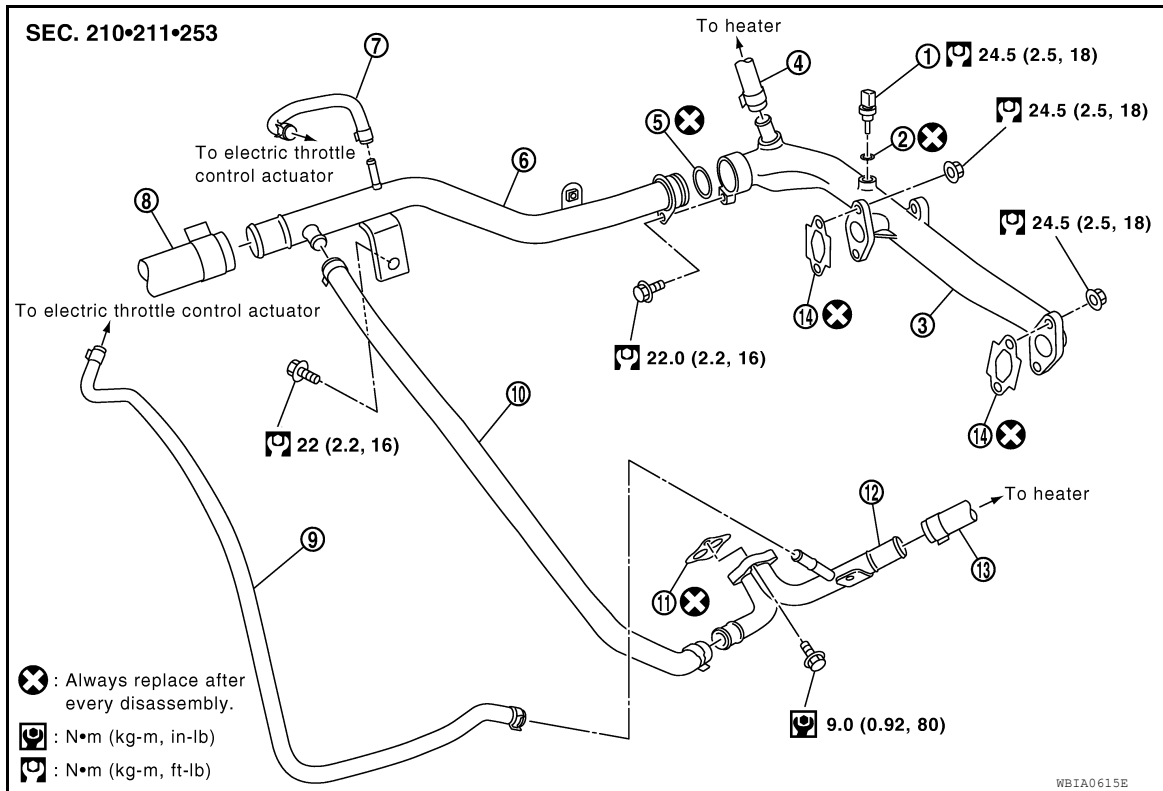 SEC. 210•211•253
To heater
⑦
④
① 24.5 (2.5, 18)
24.5 (2.5, 18)
⑤
②
To electric throttle
control actuator
⑥
⑧
24.5 (2.5, 18)
To electric throttle control actuator
⑭
③
22.0 (2.2, 16)
⑩
⑭
22 (2.2, 16)
⑫
To heater
⑨
⑬
⑪
: Always replace after
every disassembly.
: N•m (kg-m, in-lb)
: N•m (kg-m, ft-lb)
9.0 (0.92, 80)
WBIA0615E